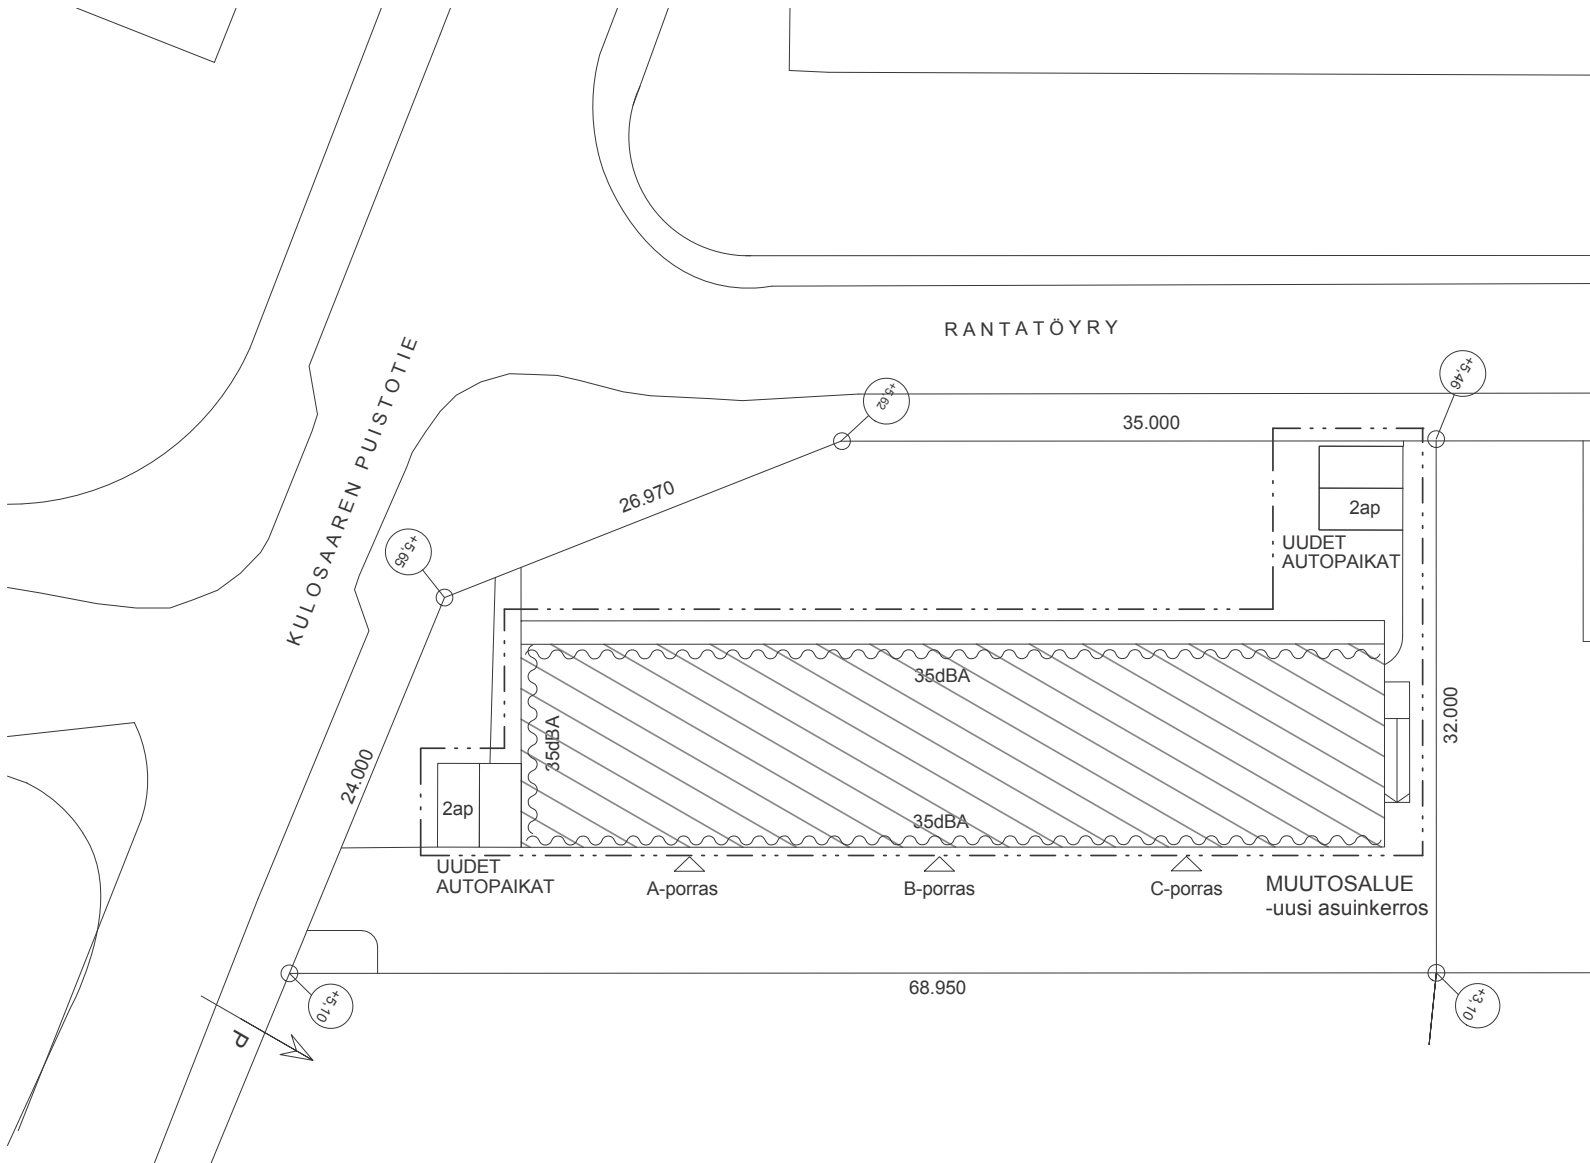 RANTATÖYRY
KULOSAAREN PUISTOTIE
+5,46
+5,62
35.000
26.970
2ap
+5,65
UUDET
AUTOPAIKAT
35dBA
35dBA
32.000
24.000
2ap
35dBA
UUDET
AUTOPAIKAT
A-porras
B-porras
C-porras
MUUTOSALUE
-uusi asuinkerros
68.950
+5,10
+3,10
P